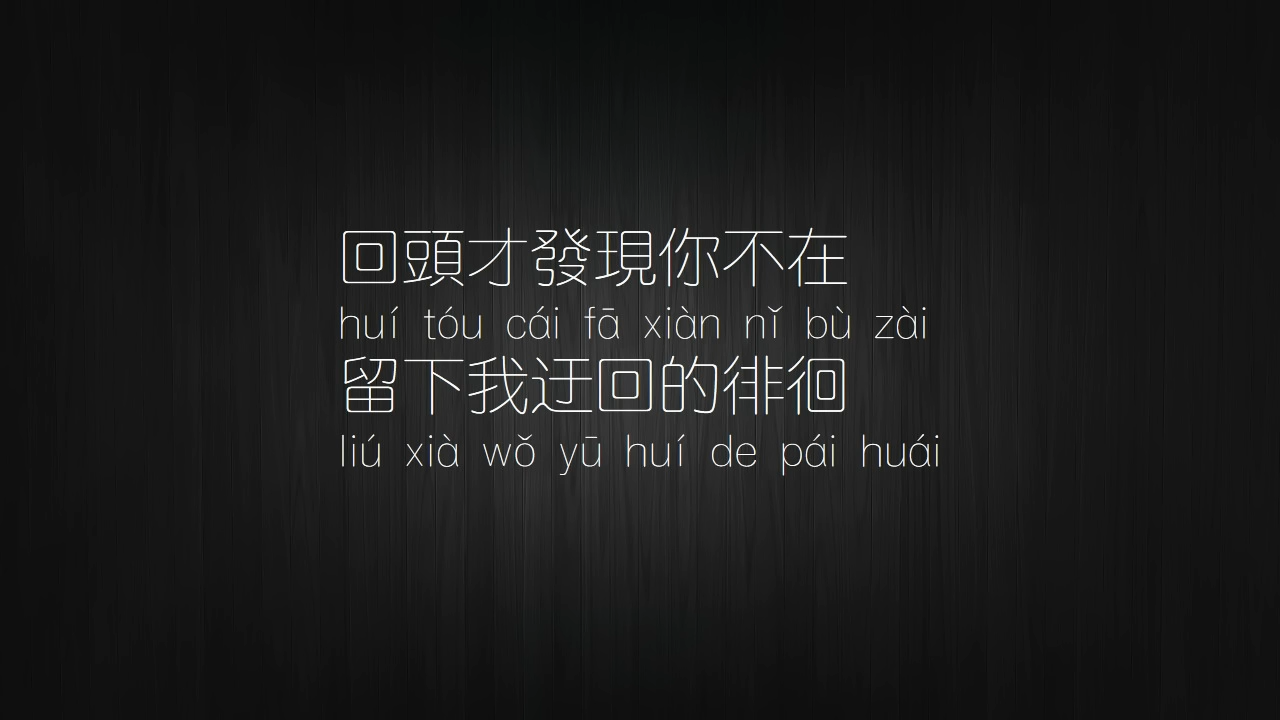 回頭才發現你不在
huí tóu cái fā xiàn nǐ bù zài
留下我迂回的徘徊
liú xià wǒ yū huí de pái huái